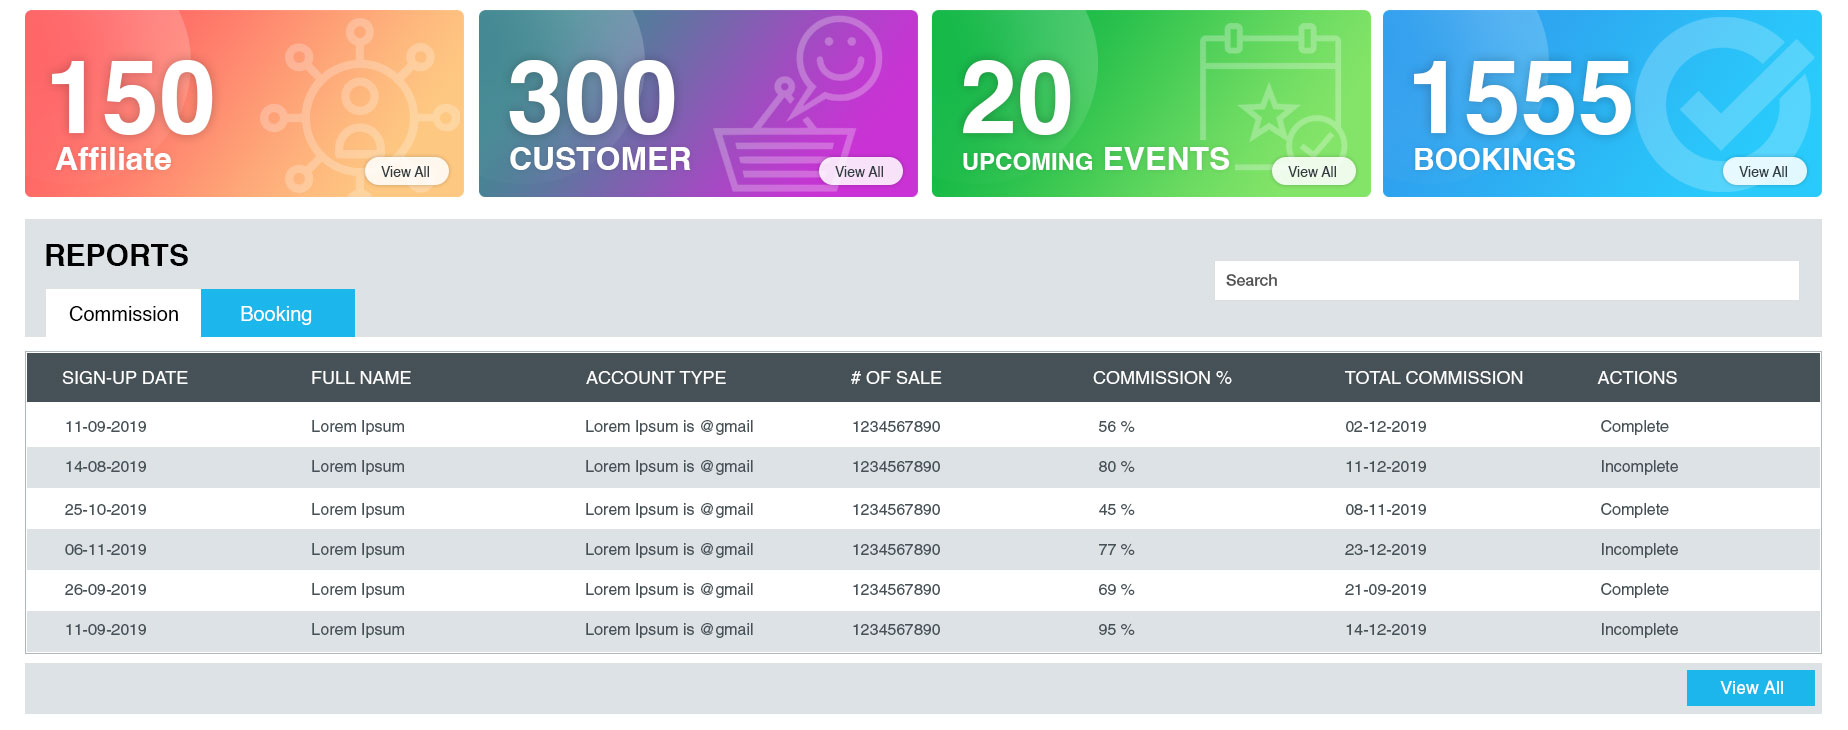 150
Affiliate
View All
300
CUSTOMER
View All
20
UPCOMING EVENTS
View All
1555
BOOKINGS
View All
REPORTS
Search
Commission Booking
SIGN-UP DATE FULL NAME ACCOUNT TYPE # OF SALE COMMISSION % TOTAL COMMISSION ACTIONS
11-09-2019 Lorem Ipsum Lorem Ipsum is @gmail 1234567890 56 % 02-12-2019 Complete
14-08-2019 Lorem Ipsum Lorem Ipsum is @gmail 1234567890 80 % 11-12-2019 Incomplete
25-10-2019 Lorem Ipsum Lorem Ipsum is @gmail 1234567890 45 % 08-11-2019 Complete
06-11-2019 Lorem Ipsum Lorem Ipsum is @gmail 1234567890 77 % 23-12-2019 Incomplete
26-09-2019 Lorem Ipsum Lorem Ipsum is @gmail 1234567890 69 % 21-09-2019 Complete
11-09-2019 Lorem Ipsum Lorem Ipsum is @gmail 1234567890 95 % 14-12-2019 Incomplete
View All